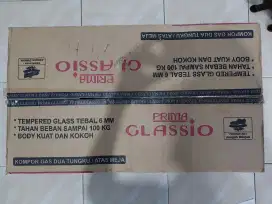 KOMPOR GAS DUA TUNGKU / ATAS MEJA
* TEMPERED GLASS TEBAL 6 MM
* TAHAN BEBAN SAMPAI 100 KG
* BODY KUAT DAN KOKOH
PRIMA
GLASSIO
PRIMA
GLASSIO
* TEMPERED GLASS TEBAL 6 MM
* TAHAN BEBAN SAMPAI 100 KG
* BODY KUAT DAN KOKOH
KOMPOR GAS DUA TUNGKU / ATAS MEJA